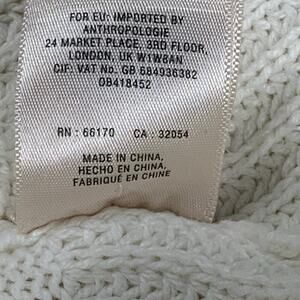 FOR EU: IMPORTED BY
ANTHROPOLOGIE
24 MARKET PLACE, 3RD FLOOR,
LONDON, UK W1W8AN
CIF: VAT No. GB 684936382
08418452
RN : 66170 CA : 32054
MADE IN CHINA,
HECHO EN CHINA,
FABRIQUÉ EN CHINE